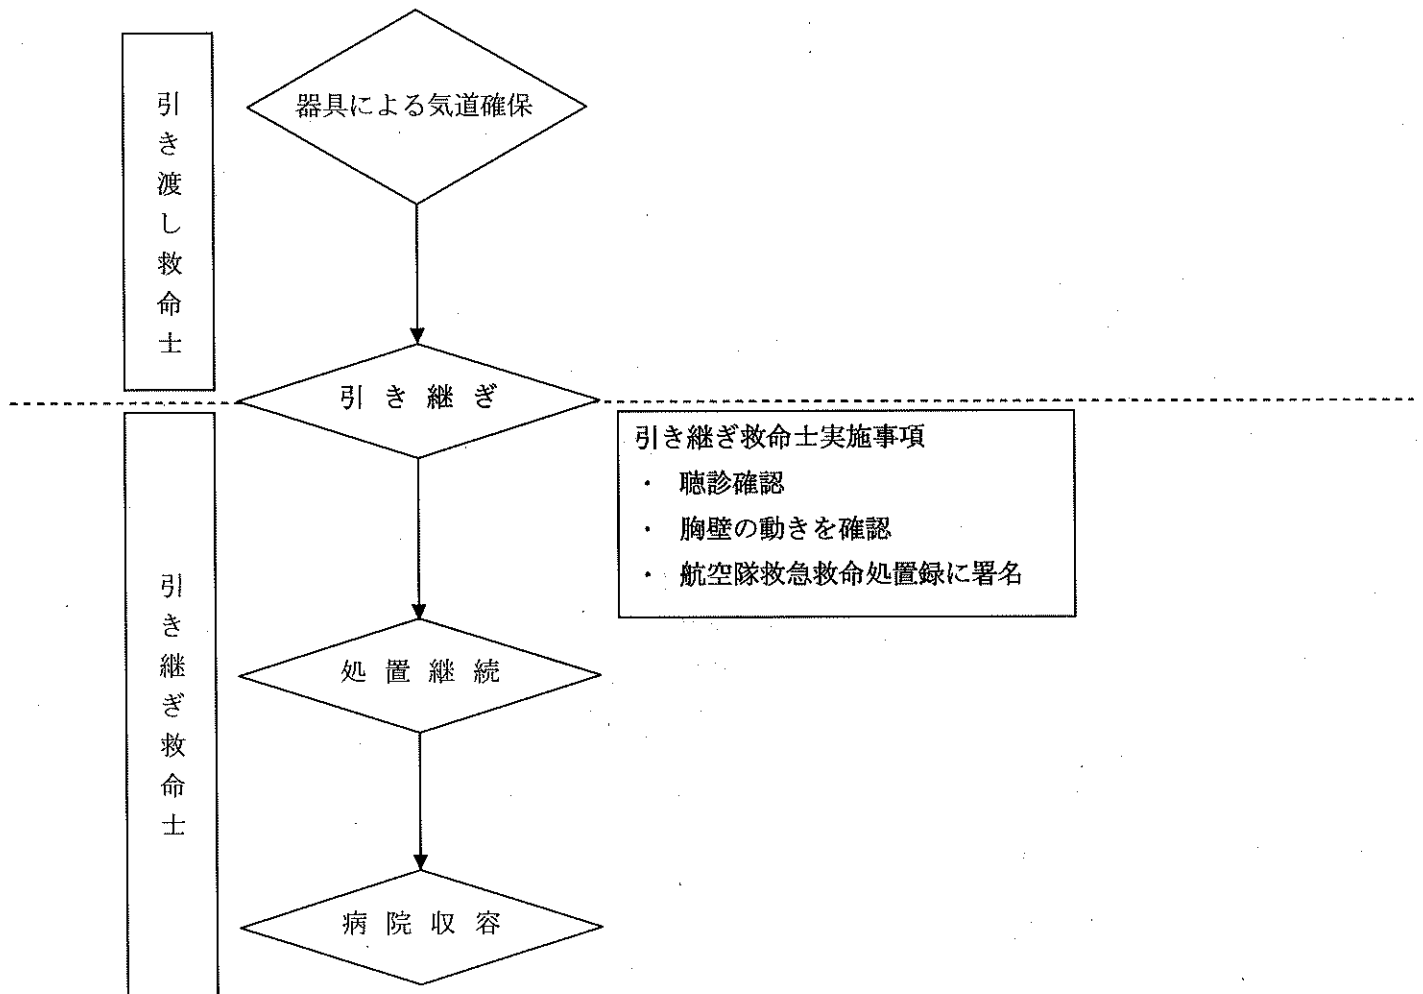 引き渡し救命士
器具による気道確保
引き継ぎ
引き継ぎ救命士実施事項
・ 聴診確認
・ 胸壁の動きを確認
・ 航空隊救急救命処置録に署名
引き継ぎ救命士
処置継続
病院収容